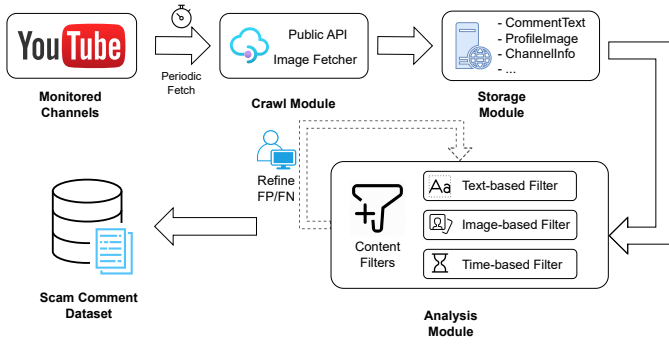 YouTube
Monitored
Channels
Periodic
Fetch
Public API
Image Fetcher
Crawl Module
- CommentText
- ProfileImage
- ChannelInfo
- ...
Storage
Module
Refine
FP/FN
Content
Filters
Aa
Text-based Filter
Image-based Filter
Time-based Filter
Analysis
Module
Scam Comment
Dataset